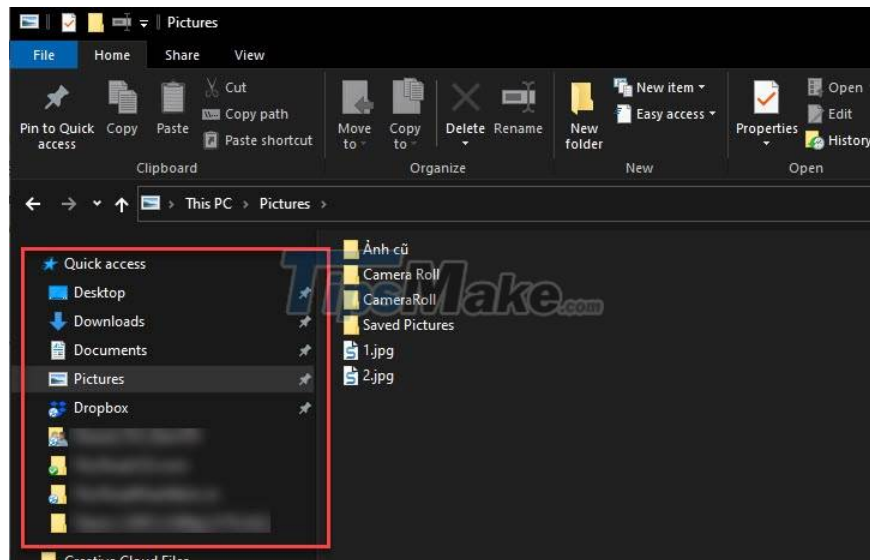 Pictures
File Home Share View
Pin to Quick access
Copy
Paste
Cut
Copy path
Paste shortcut
Move to
Copy to
Delete
Rename
New folder
New item
Easy access
Properties
Open
Edit
History
Clipboard Organize New Open
This PC > Pictures >
Quick access
Desktop
Downloads
Documents
Pictures
Dropbox
Creative Cloud Files
Ảnh cũ
Camera Roll
CameraRoll
Saved Pictures
1.jpg
2.jpg
TipsMake.com